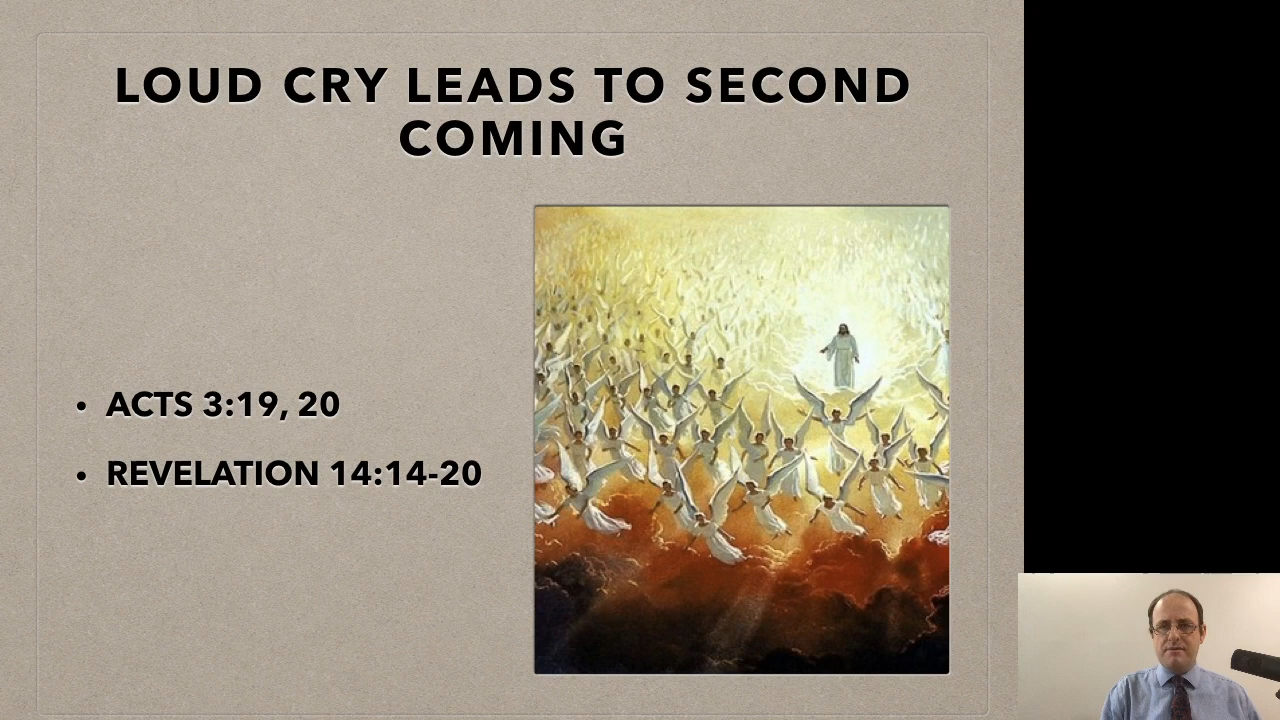 LOUD CRY LEADS TO SECOND
COMING
• ACTS 3:19, 20
• REVELATION 14:14-20